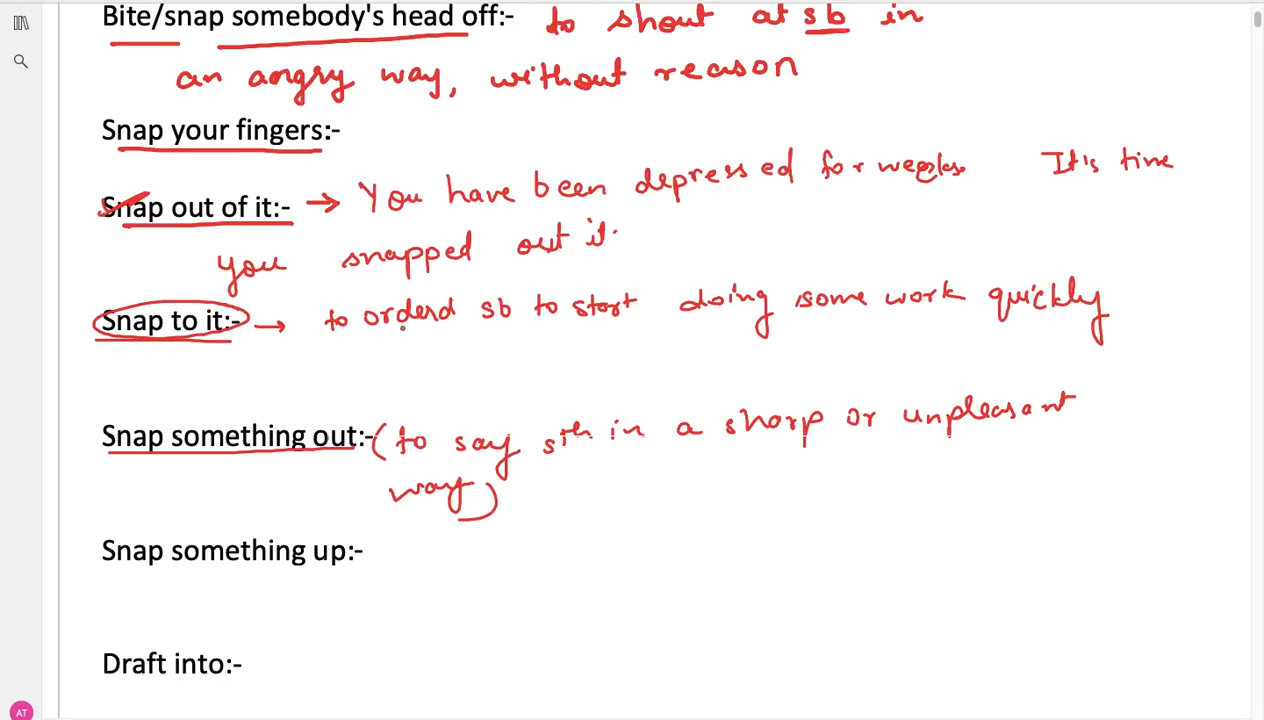 Bite/snap somebody's head off:- to shout at sb in
an angry way, without reason
Snap your fingers:-
Snap out of it:- → You have been depressed for weeks. It's time
you snapped out it.
Snap to it:- → to orderd sb to start doing some work quickly
Snap something out:- (to say sth in a sharp or unpleasant
way)
Snap something up:-
Draft into:-
AT